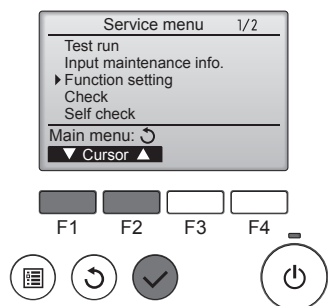 Service menu 1/2
Test run
Input maintenance info.
Function setting
Check
Self check
Main menu:
Cursor
F1 F2 F3 F4